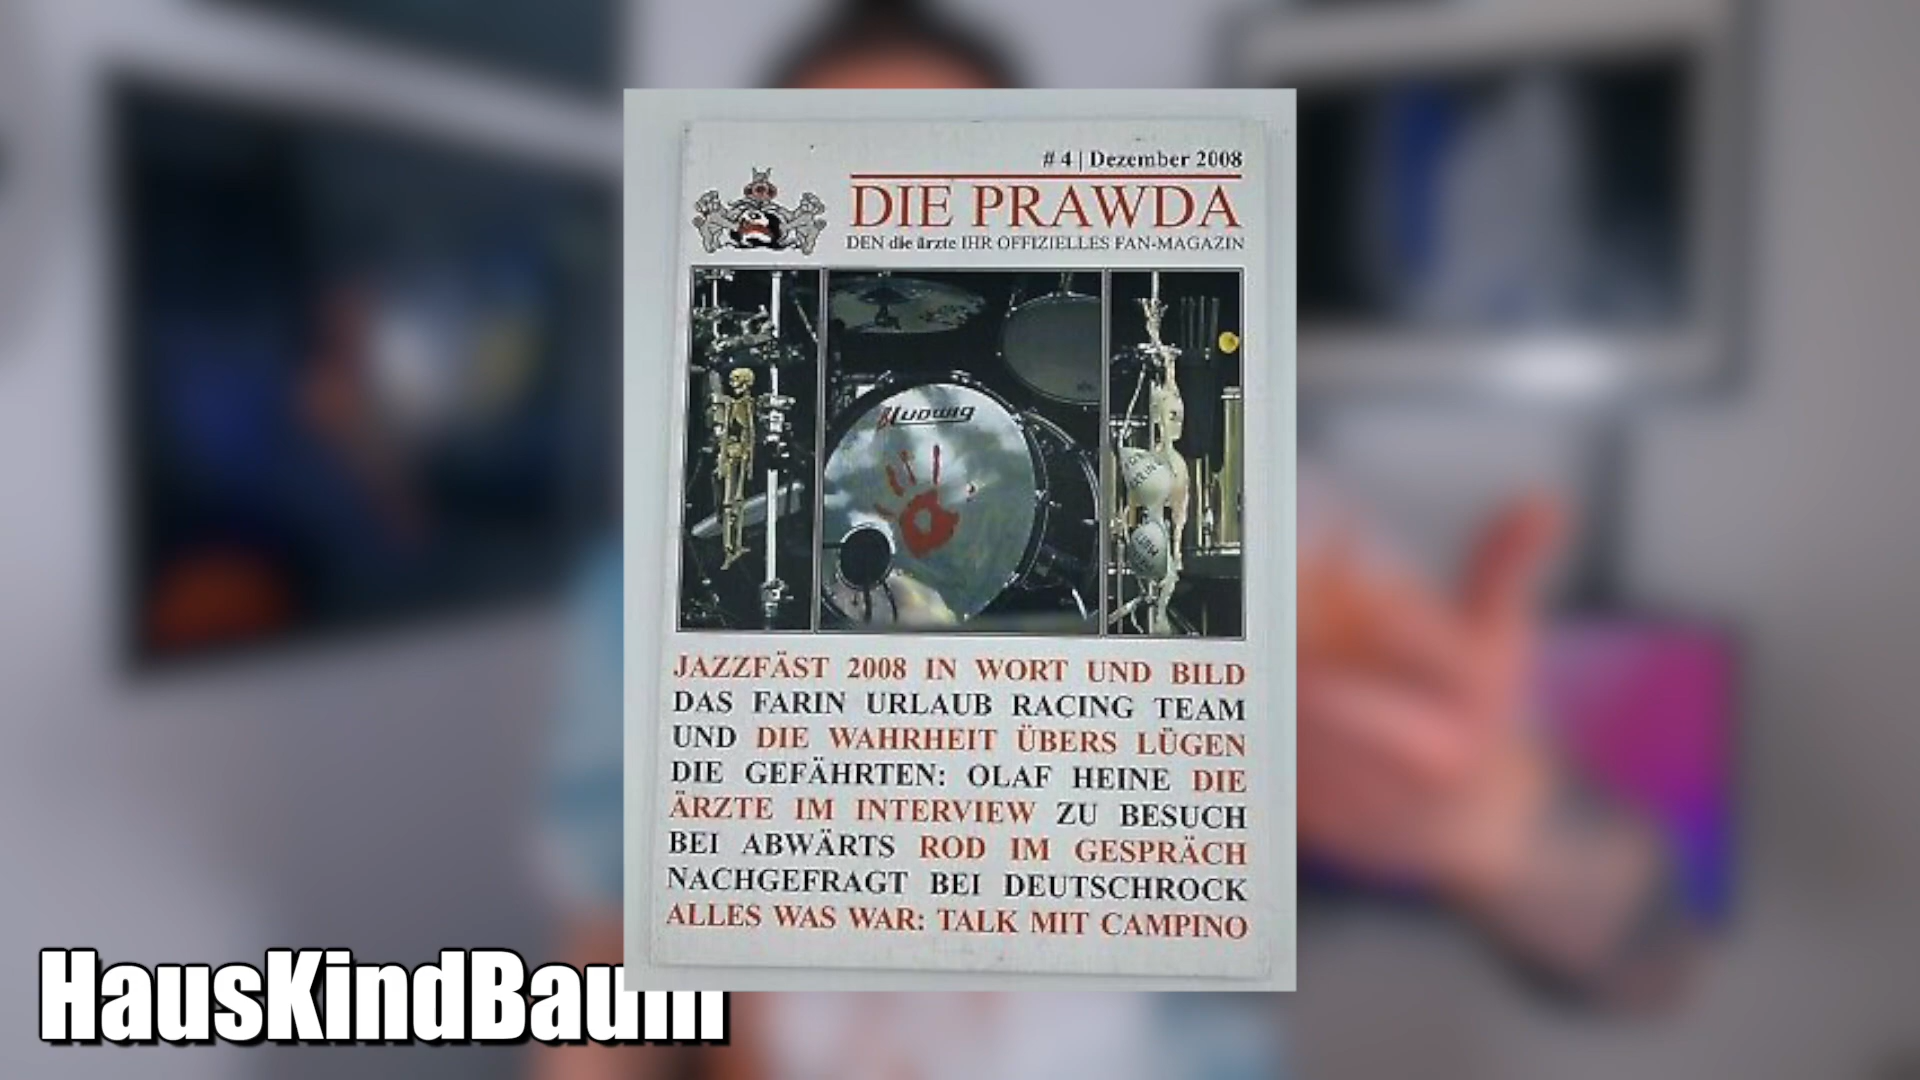 # 4 | Dezember 2008
DIE PRAWDA
DEN die ärzte IHR OFFIZIELLES FAN-MAGAZIN
Ludwig
JAZZFÄST 2008 IN WORT UND BILD
DAS FARIN URLAUB RACING TEAM
UND DIE WAHRHEIT ÜBERS LÜGEN
DIE GEFÄHRTEN: OLAF HEINE DIE
ÄRZTE IM INTERVIEW ZU BESUCH
BEI ABWÄRTS ROD IM GESPRÄCH
NACHGEFRAGT BEI DEUTSCHROCK
ALLES WAS WAR: TALK MIT CAMPINO
HausKindBaum